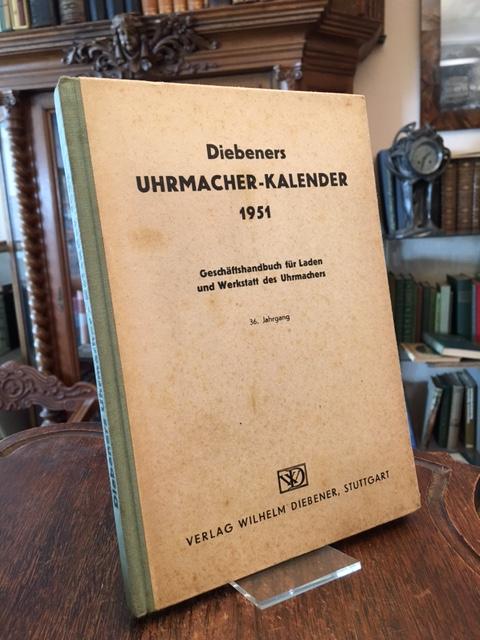 Diebeners
UHRMACHER-KALENDER
1951
Geschäftshandbuch für Laden
und Werkstatt des Uhrmachers
36. Jahrgang
VERLAG WILHELM DIEBENER, STUTTGART